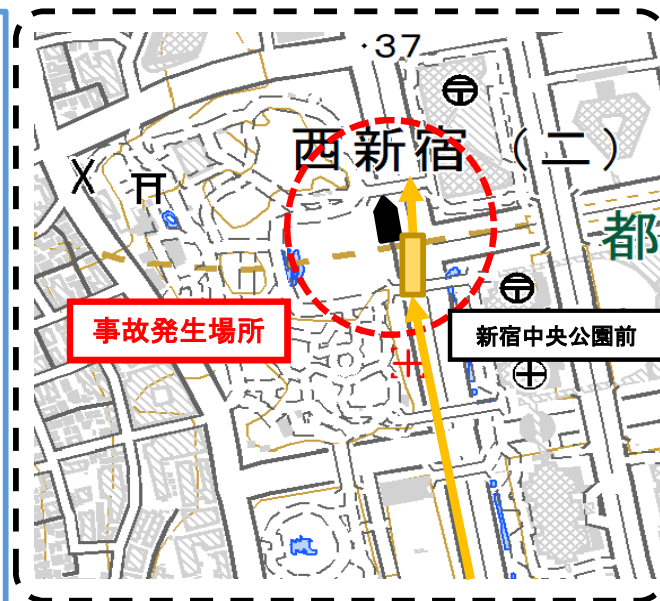 ・37
西新宿（二）
都
事故発生場所
新宿中央公園前